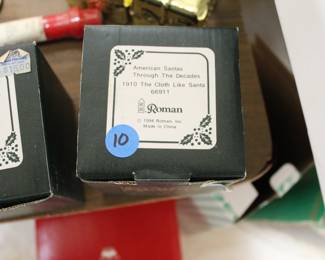 American Santas
Through The Decades
1910 The Cloth Like Santa
66911
Roman
© 1994 Roman, Inc.
Made in China
10